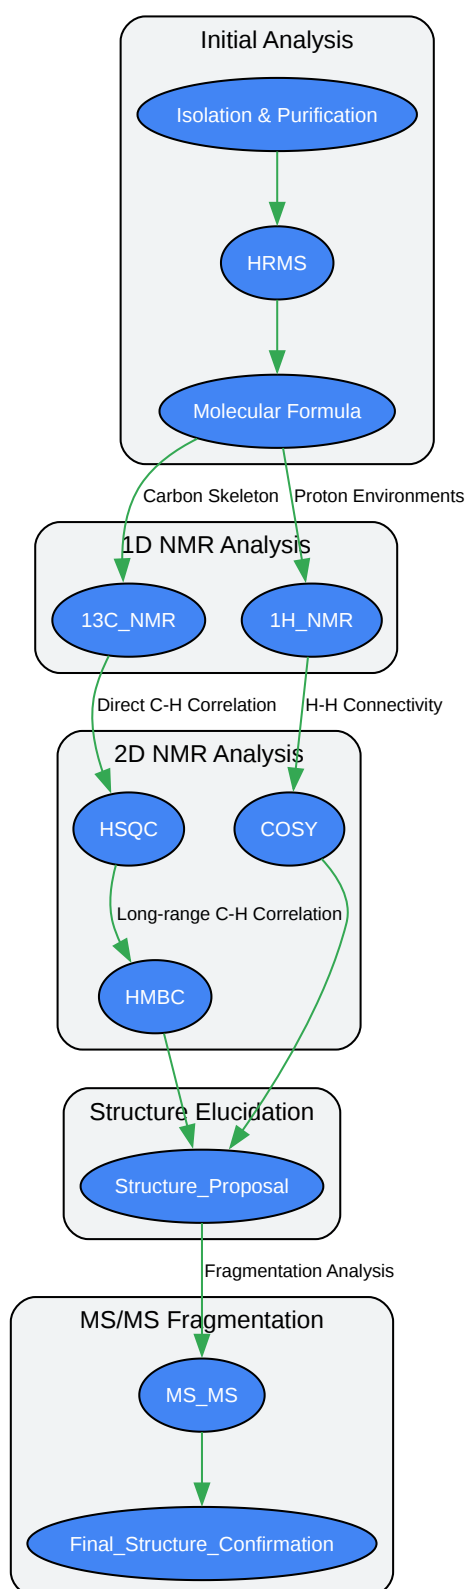 Initial Analysis
Isolation & Purification
HRMS
Molecular Formula
Carbon Skeleton
Proton Environments
1D NMR Analysis
13C_NMR
1H_NMR
Direct C-H Correlation
H-H Connectivity
2D NMR Analysis
HSQC
COSY
Long-range C-H Correlation
HMBC
Structure Elucidation
Structure_Proposal
Fragmentation Analysis
MS/MS Fragmentation
MS_MS
Final_Structure_Confirmation